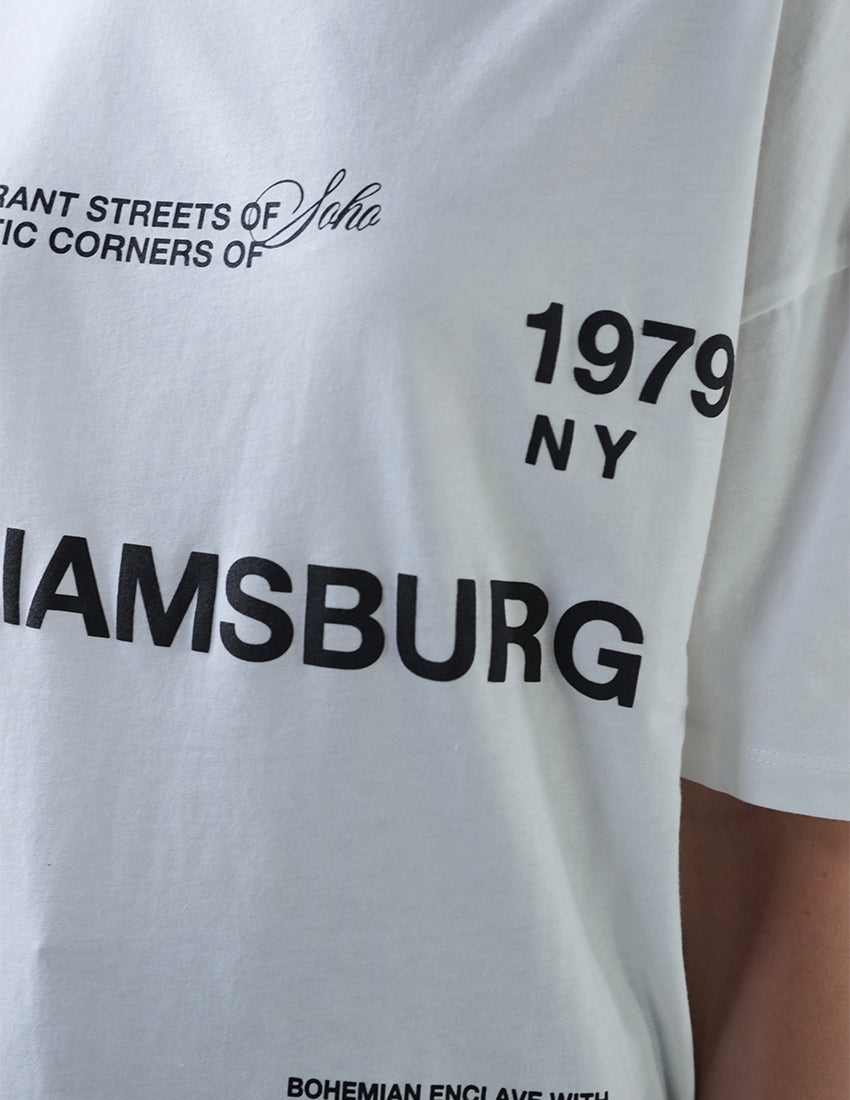 RANT STREETS OF Soho
TIC CORNERS OF
1979
NY
IAMSBURG
BOHEMIAN ENCLAVE WITH